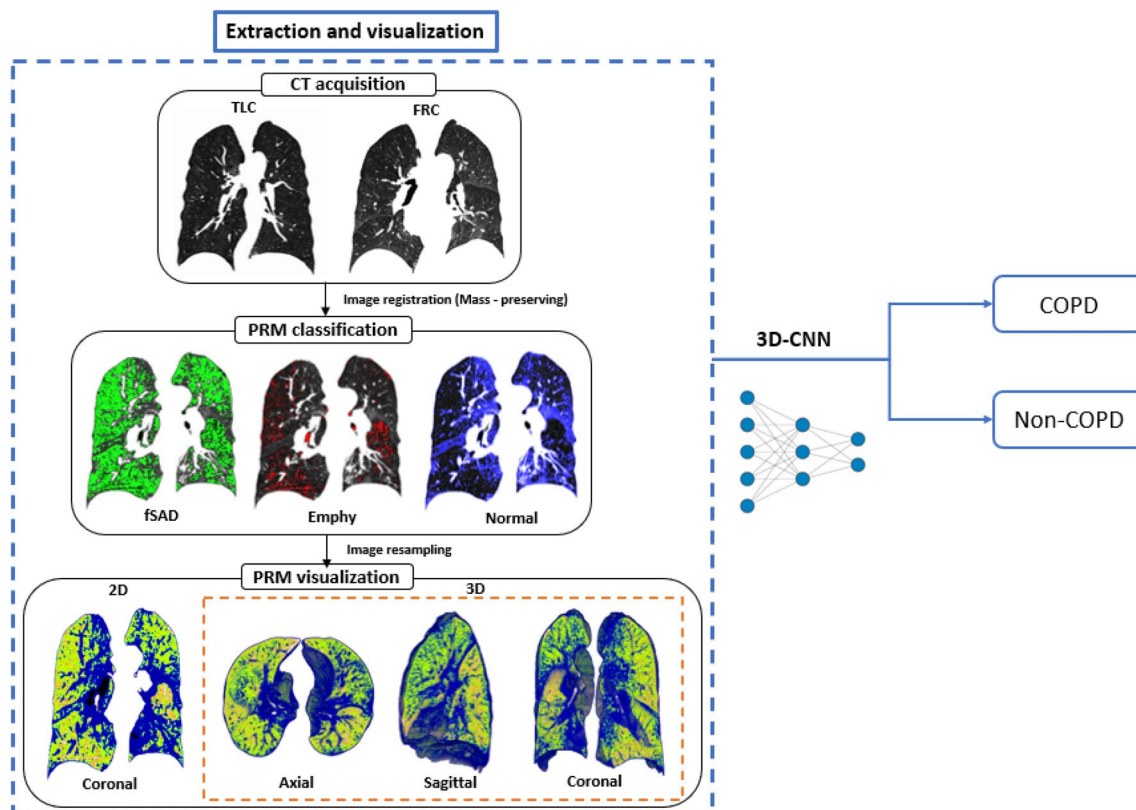 Extraction and visualization
CT acquisition
TLC
FRC
Image registration (Mass - preserving)
PRM classification
fSAD
Emphy
Normal
Image resampling
PRM visualization
2D
3D
Coronal
Axial
Sagittal
Coronal
3D-CNN
COPD
Non-COPD